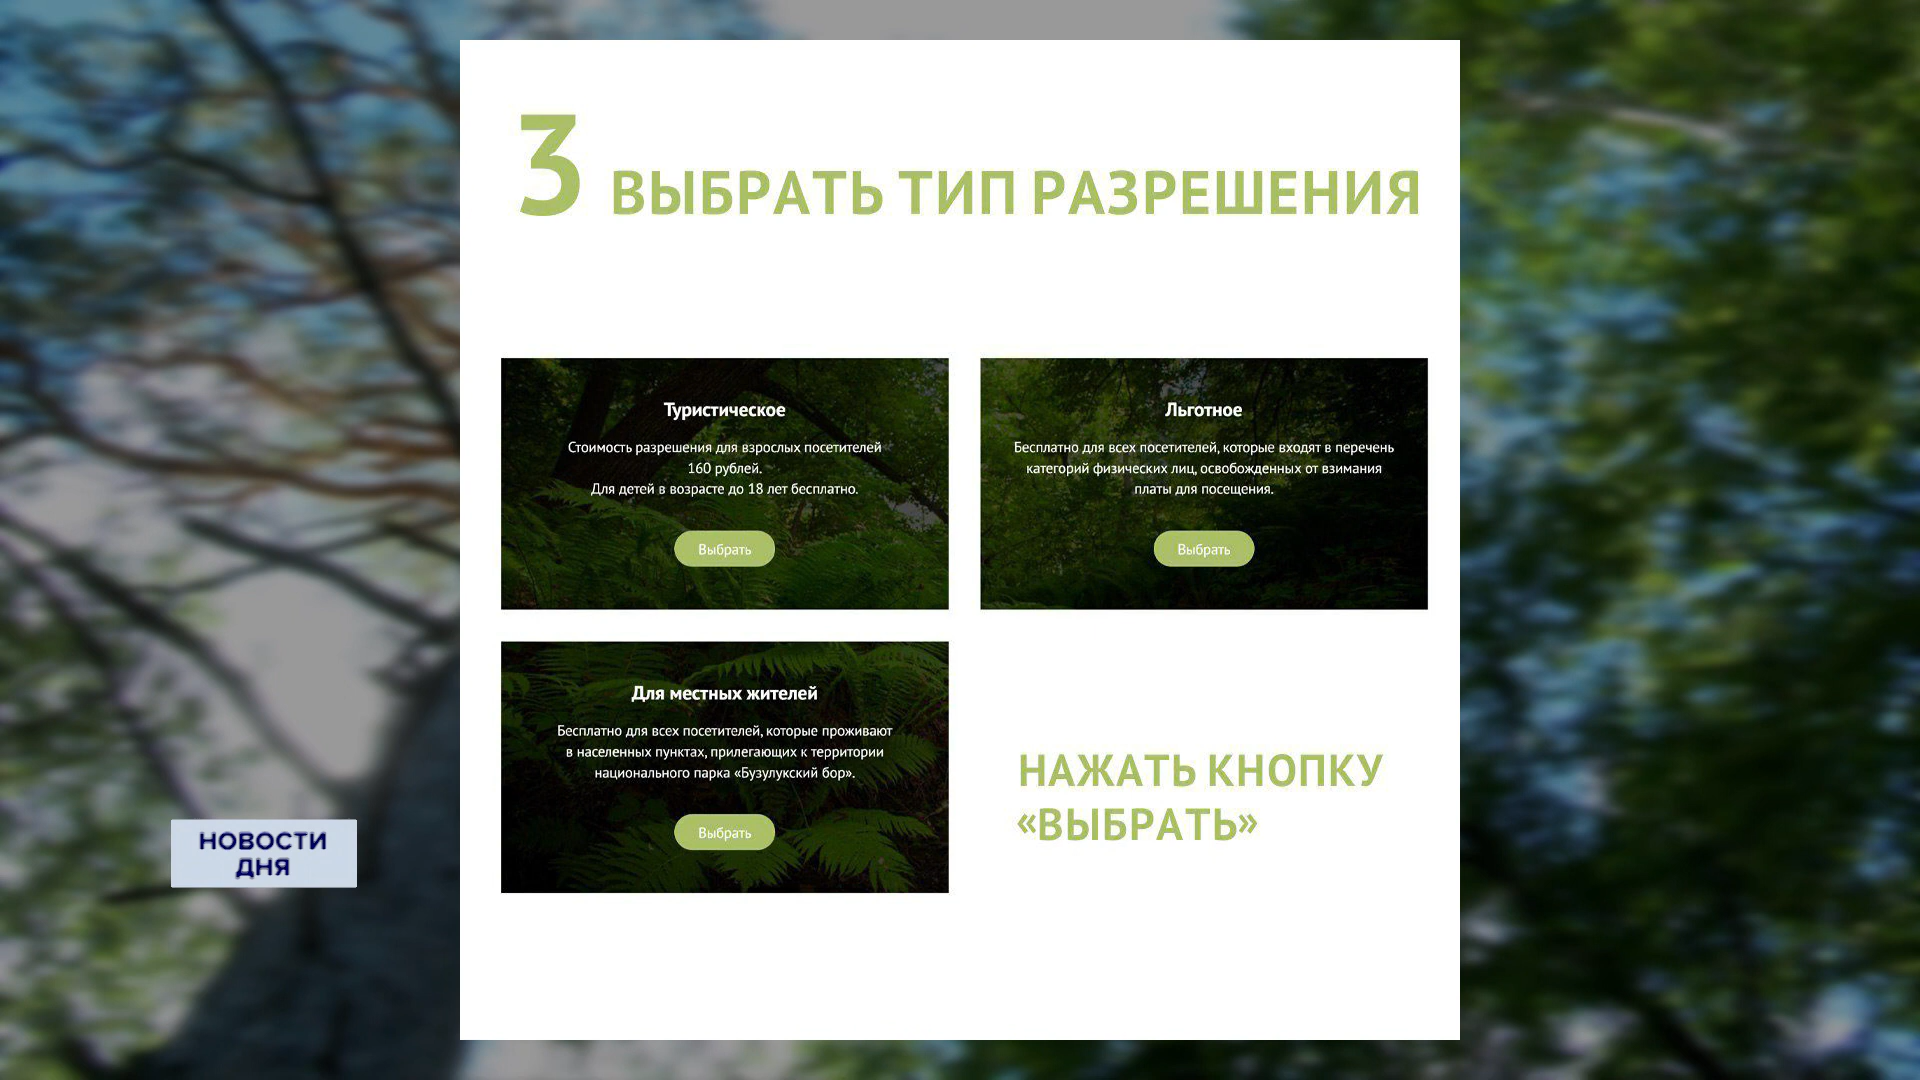 3 ВЫБРАТЬ ТИП РАЗРЕШЕНИЯ
Туристическое
Стоимость разрешения для взрослых посетителей
160 рублей.
Для детей в возрасте до 18 лет бесплатно.
Выбрать
Льготное
Бесплатно для всех посетителей, которые входят в перечень
категорий физических лиц, освобожденных от взимания
платы для посещения.
Выбрать
Для местных жителей
Бесплатно для всех посетителей, которые проживают
в населенных пунктах, прилегающих к территории
национального парка «Бузулукский бор».
Выбрать
НАЖАТЬ КНОПКУ
«ВЫБРАТЬ»
НОВОСТИ
ДНЯ